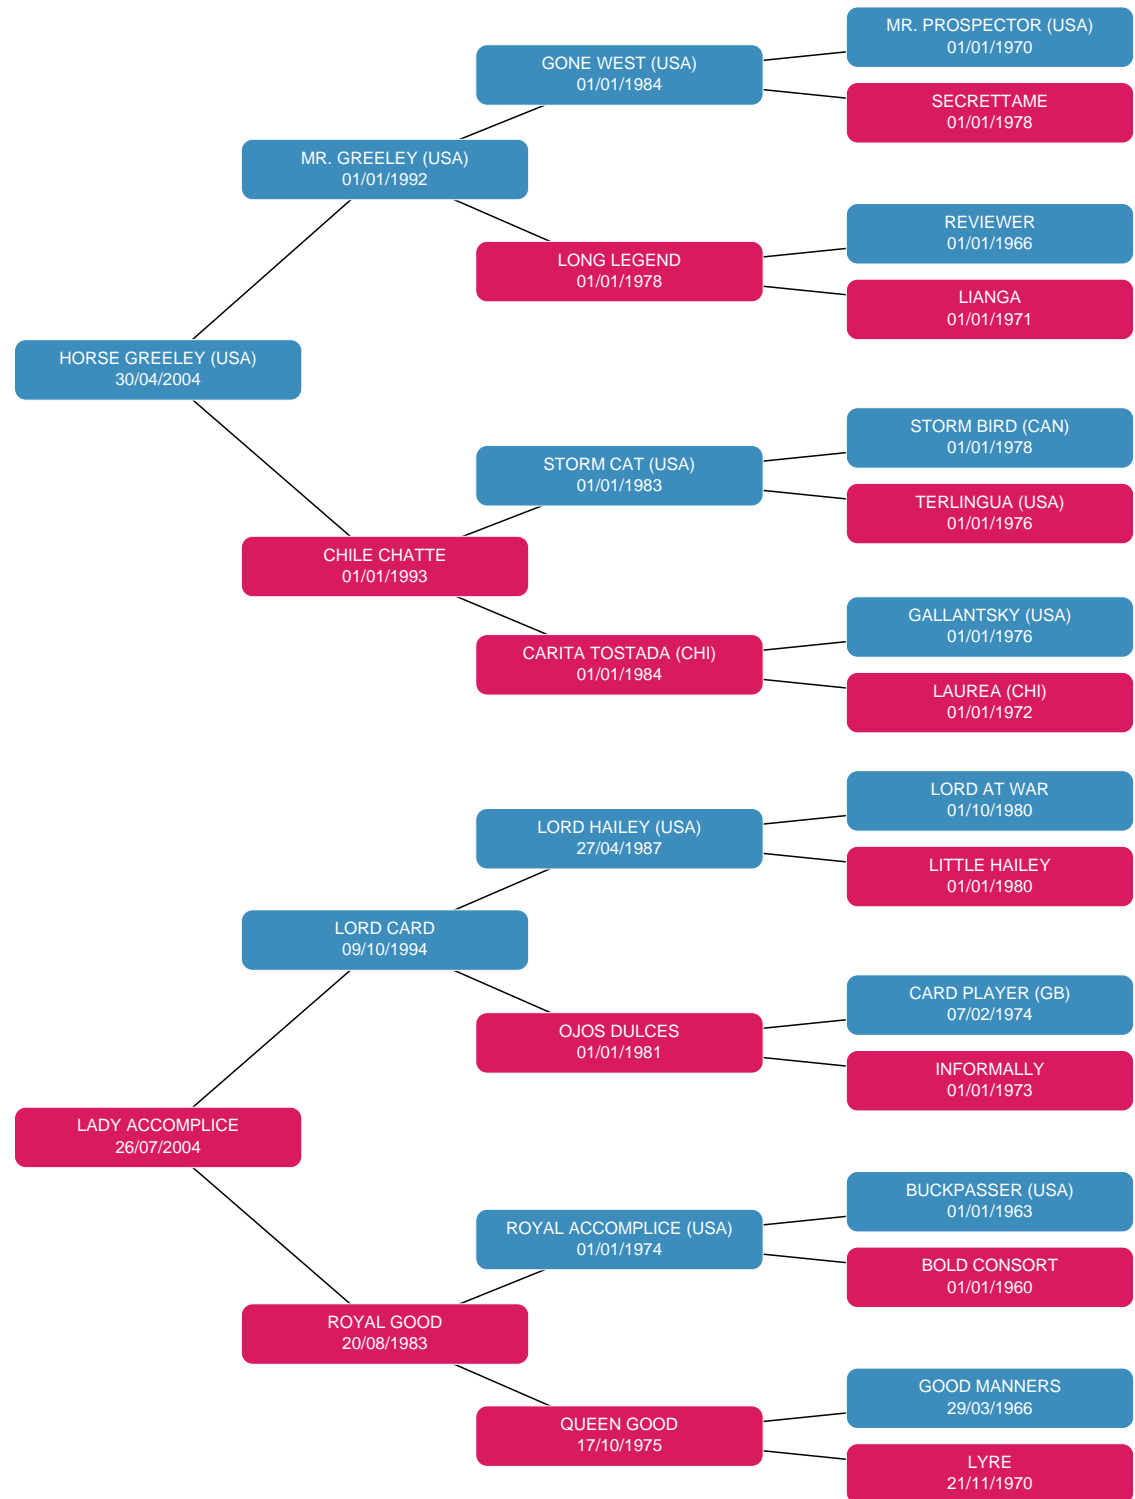 MR. PROSPECTOR (USA)
01/01/1970
GONE WEST (USA)
01/01/1984
SECRETTAME
01/01/1978
MR. GREELEY (USA)
01/01/1992
REVIEWER
01/01/1966
LONG LEGEND
01/01/1978
LIANGA
01/01/1971
HORSE GREELEY (USA)
30/04/2004
STORM BIRD (CAN)
01/01/1978
STORM CAT (USA)
01/01/1983
TERLINGUA (USA)
01/01/1976
CHILE CHATTE
01/01/1993
GALLANTSKY (USA)
01/01/1976
CARITA TOSTADA (CHI)
01/01/1984
LAUREA (CHI)
01/01/1972
LORD AT WAR
01/10/1980
LORD HAILEY (USA)
27/04/1987
LITTLE HAILEY
01/01/1980
LORD CARD
09/10/1994
CARD PLAYER (GB)
07/02/1974
OJOS DULCES
01/01/1981
INFORMALLY
01/01/1973
LADY ACCOMPLICE
26/07/2004
BUCKPASSER (USA)
01/01/1963
ROYAL ACCOMPLICE (USA)
01/01/1974
BOLD CONSORT
01/01/1960
ROYAL GOOD
20/08/1983
GOOD MANNERS
29/03/1966
QUEEN GOOD
17/10/1975
LYRE
21/11/1970